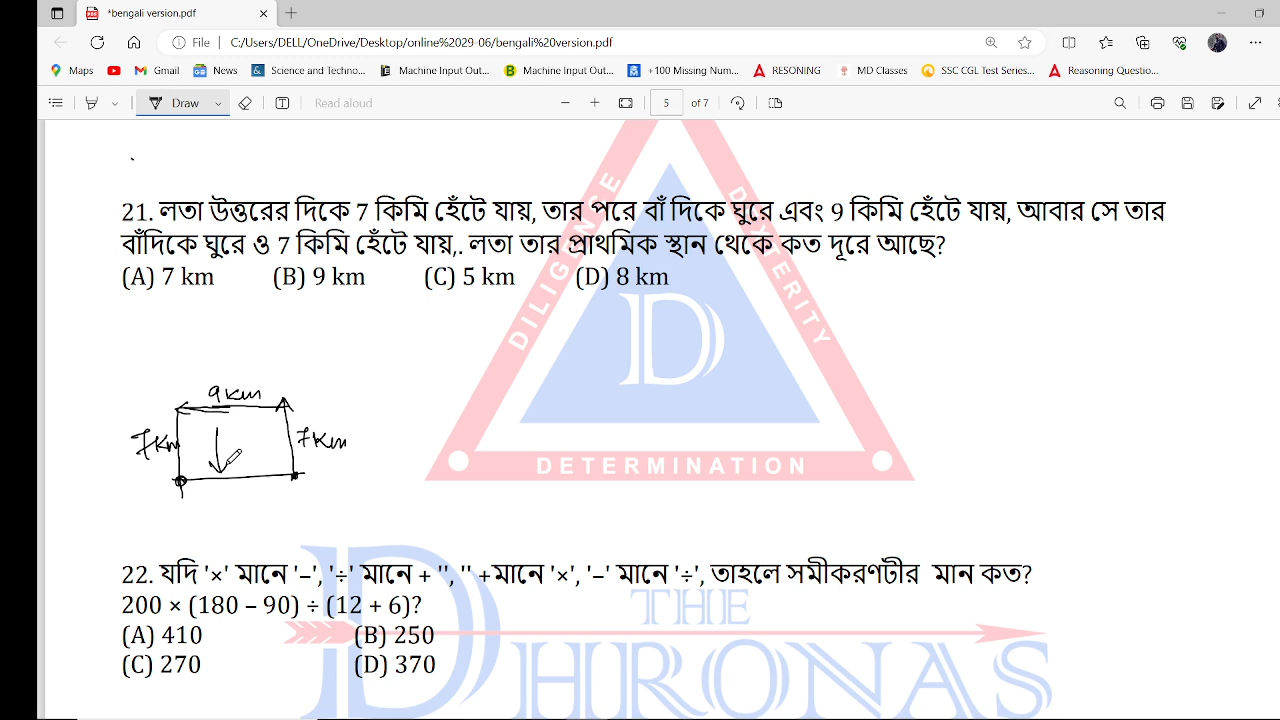 *bengali version.pdf
File C:/Users/DELL/OneDrive/Desktop/online%2029-06/bengali%20version.pdf
Maps Gmail News Science and Techno... Machine Input Out... Machine Input Out... +100 Missing Num... RESONING MD Classes SSC CGL Test Series... Reasoning Questio...
Draw Read aloud 5 of 7
21. লতা উত্তরের দিকে 7 কিমি হেঁটে যায়, তার পরে বাঁ দিকে ঘুরে এবং 9 কিমি হেঁটে যায়, আবার সে তার
বাঁদিকে ঘুরে ও 7 কিমি হেঁটে যায়,. লতা তার প্রাথমিক স্থান থেকে কত দূরে আছে?
(A) 7 km (B) 9 km (C) 5 km (D) 8 km
DILIGENCE
DEXTERITY
D
DETERMINATION
9 km
7km
7km
22. যদি '×' মানে '–', '÷' মানে + '', '' +মানে '×', '–' মানে '÷', তাহলে সমীকরণটীর মান কত?
200 × (180 – 90) ÷ (12 + 6)?
(A) 410 (B) 250
(C) 270 (D) 370
THE
DHRONAS